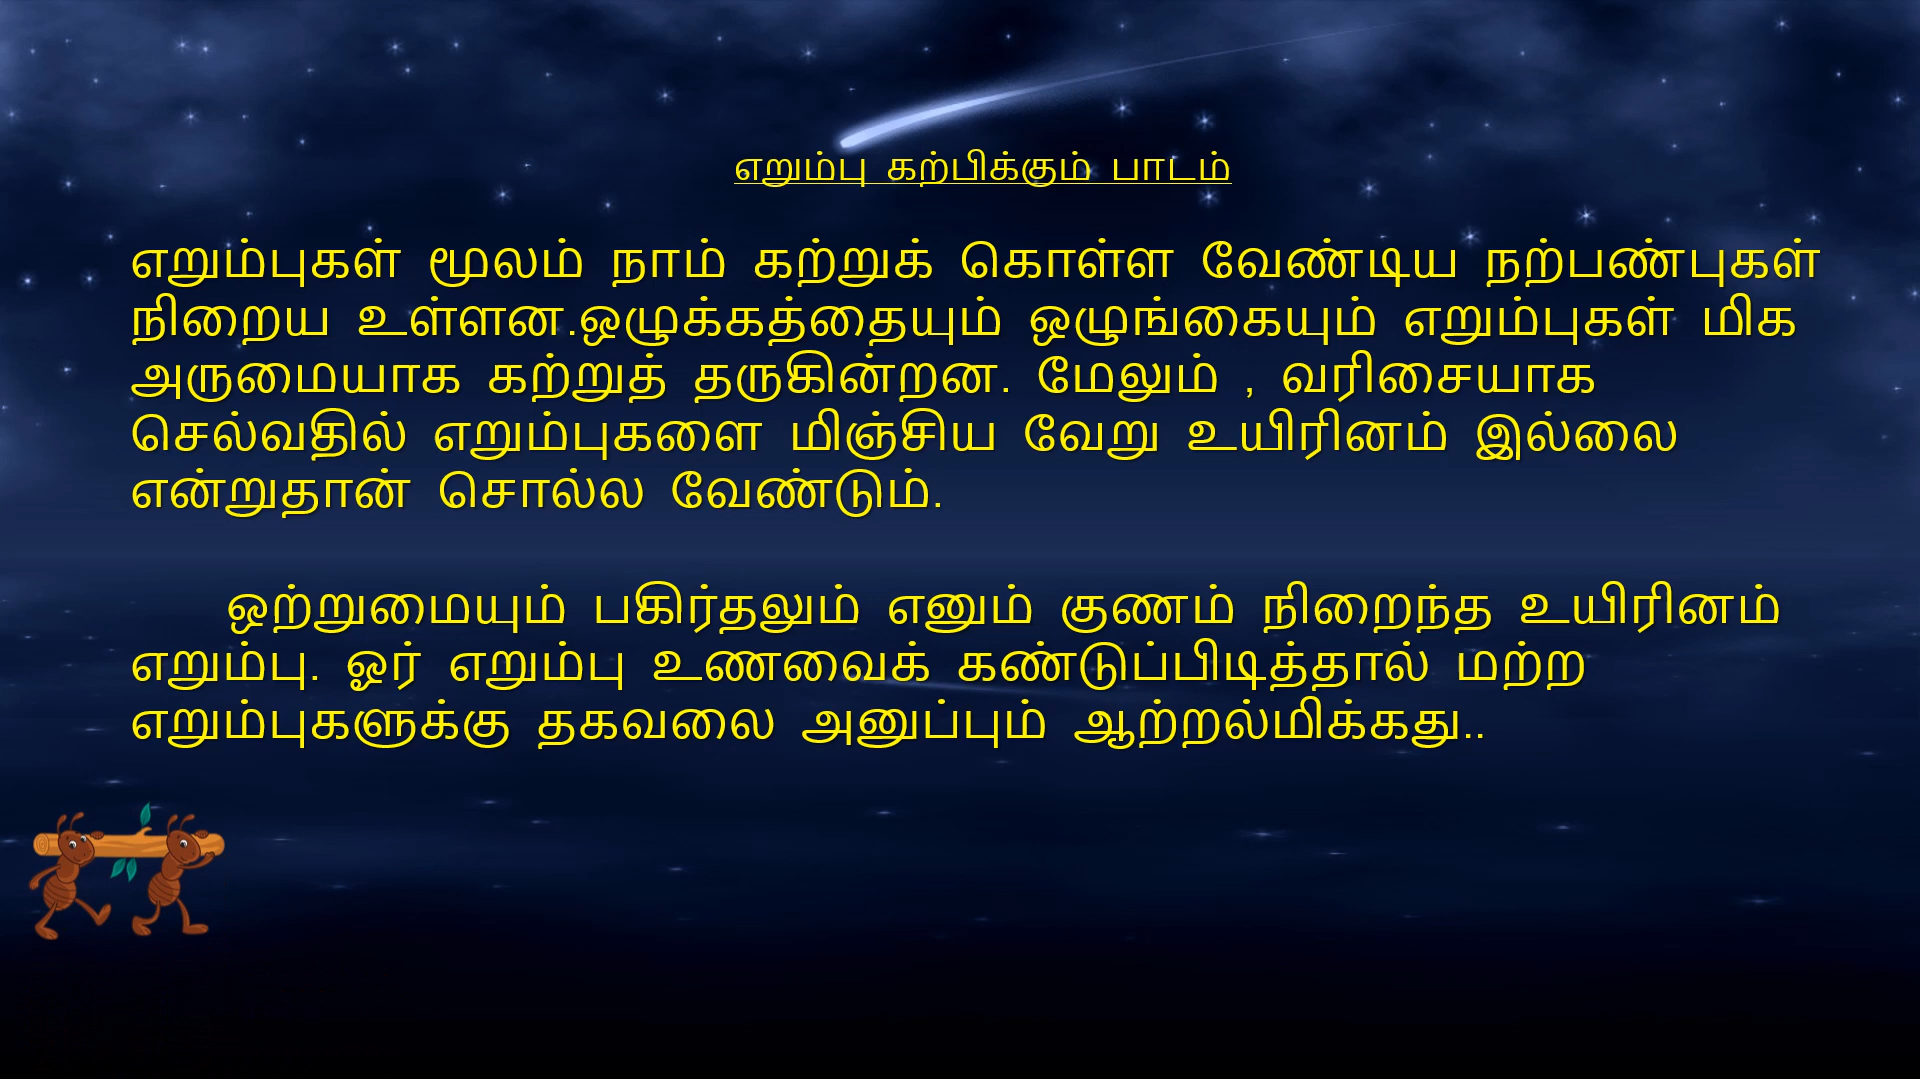 எறும்பு கற்பிக்கும் பாடம்
எறும்புகள் மூலம் நாம் கற்றுக் கொள்ள வேண்டிய நற்பண்புகள்
நிறைய உள்ளன.ஒழுக்கத்தையும் ஒழுங்கையும் எறும்புகள் மிக
அருமையாக கற்றுத் தருகின்றன. மேலும் , வரிசையாக
செல்வதில் எறும்புகளை மிஞ்சிய வேறு உயிரினம் இல்லை
என்றுதான் சொல்ல வேண்டும்.
ஒற்றுமையும் பகிர்தலும் எனும் குணம் நிறைந்த உயிரினம்
எறும்பு. ஓர் எறும்பு உணவைக் கண்டுப்பிடித்தால் மற்ற
எறும்புகளுக்கு தகவலை அனுப்பும் ஆற்றல்மிக்கது..